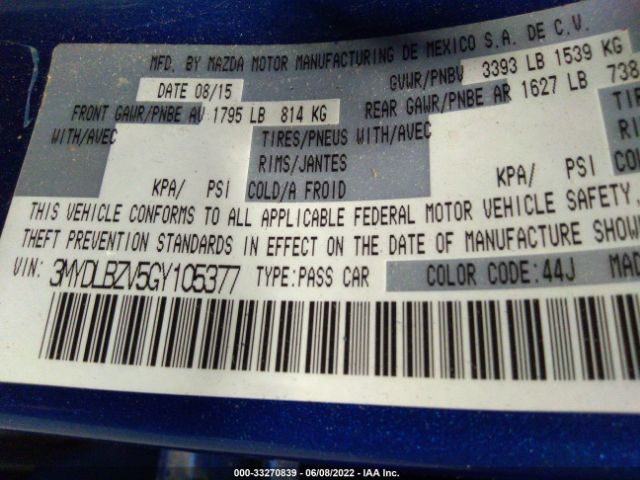 MFD. BY MAZDA MOTOR MANUFACTURING DE MEXICO S.A. DE C.V.
DATE 08/15 GVWR/PNBV 3393 LB 1539 KG
FRONT GAWR/PNBE AV 1795 LB 814 KG REAR GAWR/PNBE AR 1627 LB 738
WITH/AVEC TIRES/PNEUS WITH/AVEC
RIMS/JANTES
KPA/ PSI COLD/A FROID KPA/ PSI
THIS VEHICLE CONFORMS TO ALL APPLICABLE FEDERAL MOTOR VEHICLE SAFETY,
THEFT PREVENTION STANDARDS IN EFFECT ON THE DATE OF MANUFACTURE SHOW
VIN: 3MYDLBZV5GY105377 TYPE:PASS CAR COLOR CODE:44J MAD
000-33270839 - 06/08/2022 - IAA Inc.